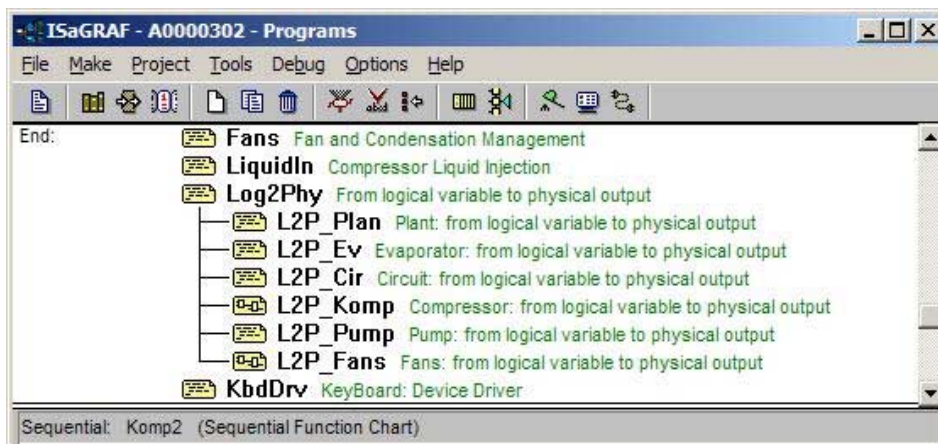 ISaGRAF - A0000302 - Programs
File Make Project Tools Debug Options Help
End: Fans Fan and Condensation Management
LiquidIn Compressor Liquid Injection
Log2Phy From logical variable to physical output
L2P_Plan Plant: from logical variable to physical output
L2P_Ev Evaporator: from logical variable to physical output
L2P_Cir Circuit: from logical variable to physical output
L2P_Komp Compressor: from logical variable to physical output
L2P_Pump Pump: from logical variable to physical output
L2P_Fans Fans: from logical variable to physical output
KbdDrv KeyBoard: Device Driver
Sequential: Komp2 (Sequential Function Chart)